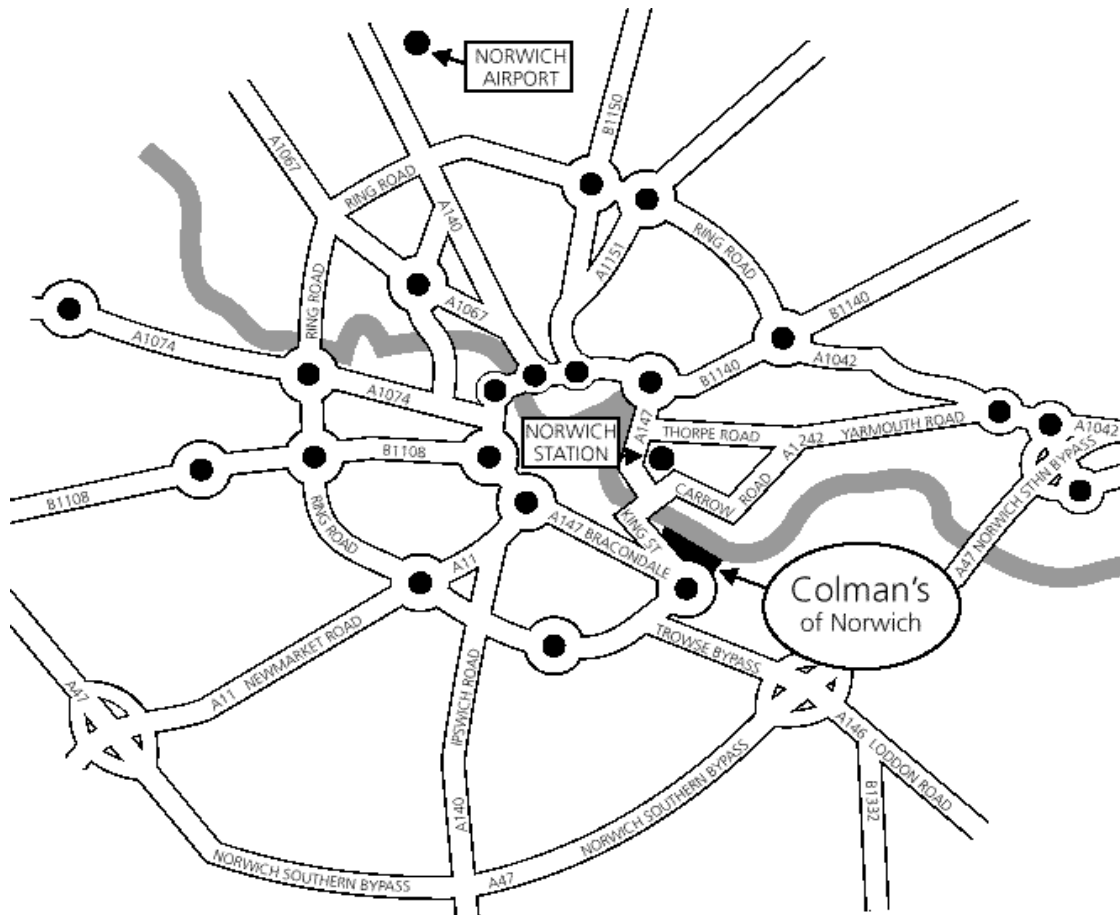 NORWICH
AIRPORT
B1150
A1067
RING ROAD
A140
RING ROAD
A1151
B1140
RING ROAD
A1067
A1074
B1140
A1042
A1074
A147
THORPE ROAD
A1242
YARMOUTH ROAD
A1042
NORWICH
STATION
B1108
B1108
CARROW
ROAD
A47 NORWICH STHN BYPASS
KING ST
RING ROAD
A147 BRACONDALE
A11
Colman's
of Norwich
A11 NEWMARKET ROAD
TROWSE BYPASS
A47
IPSWICH ROAD
A146 LODDON ROAD
B1332
A140
NORWICH SOUTHERN BYPASS
NORWICH SOUTHERN BYPASS
A47